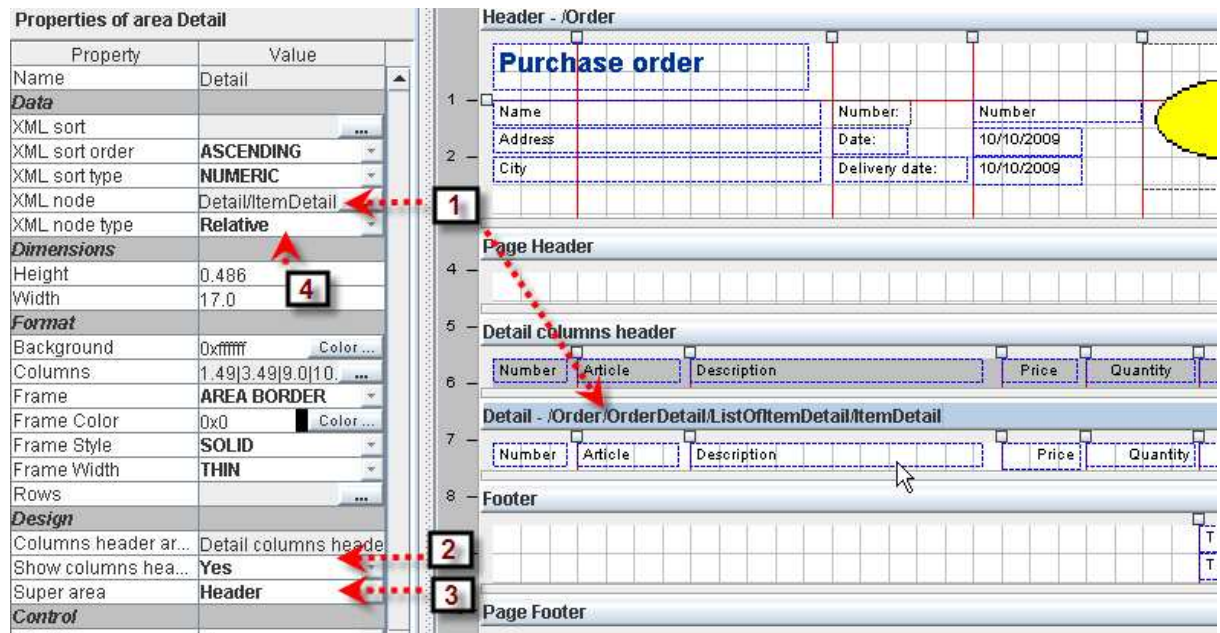 Properties of area Detail
Property Value
Name Detail
Data
XML sort ...
XML sort order ASCENDING
XML sort type NUMERIC
XML node Detail/ItemDetail
XML node type Relative
Dimensions
Height 0.486
Width 17.0
Format
Background 0xffffff Color ...
Columns 1.49|3.49|9.0|10. ...
Frame AREA BORDER
Frame Color 0x0 Color ...
Frame Style SOLID
Frame Width THIN
Rows ...
Design
Columns header ar... Detail columns heade
Show columns hea... Yes
Super area Header
Control
1
4
2
3
Header - /Order
Purchase order
1
Name Number: Number
Address Date: 10/10/2009
2
City Delivery date: 10/10/2009
Page Header
4
5
Detail columns header
Number Article Description Price Quantity
6
Detail - /Order/OrderDetail/ListOfItemDetail/ItemDetail
7
Number Article Description Price Quantity
8
Footer
T
T
Page Footer